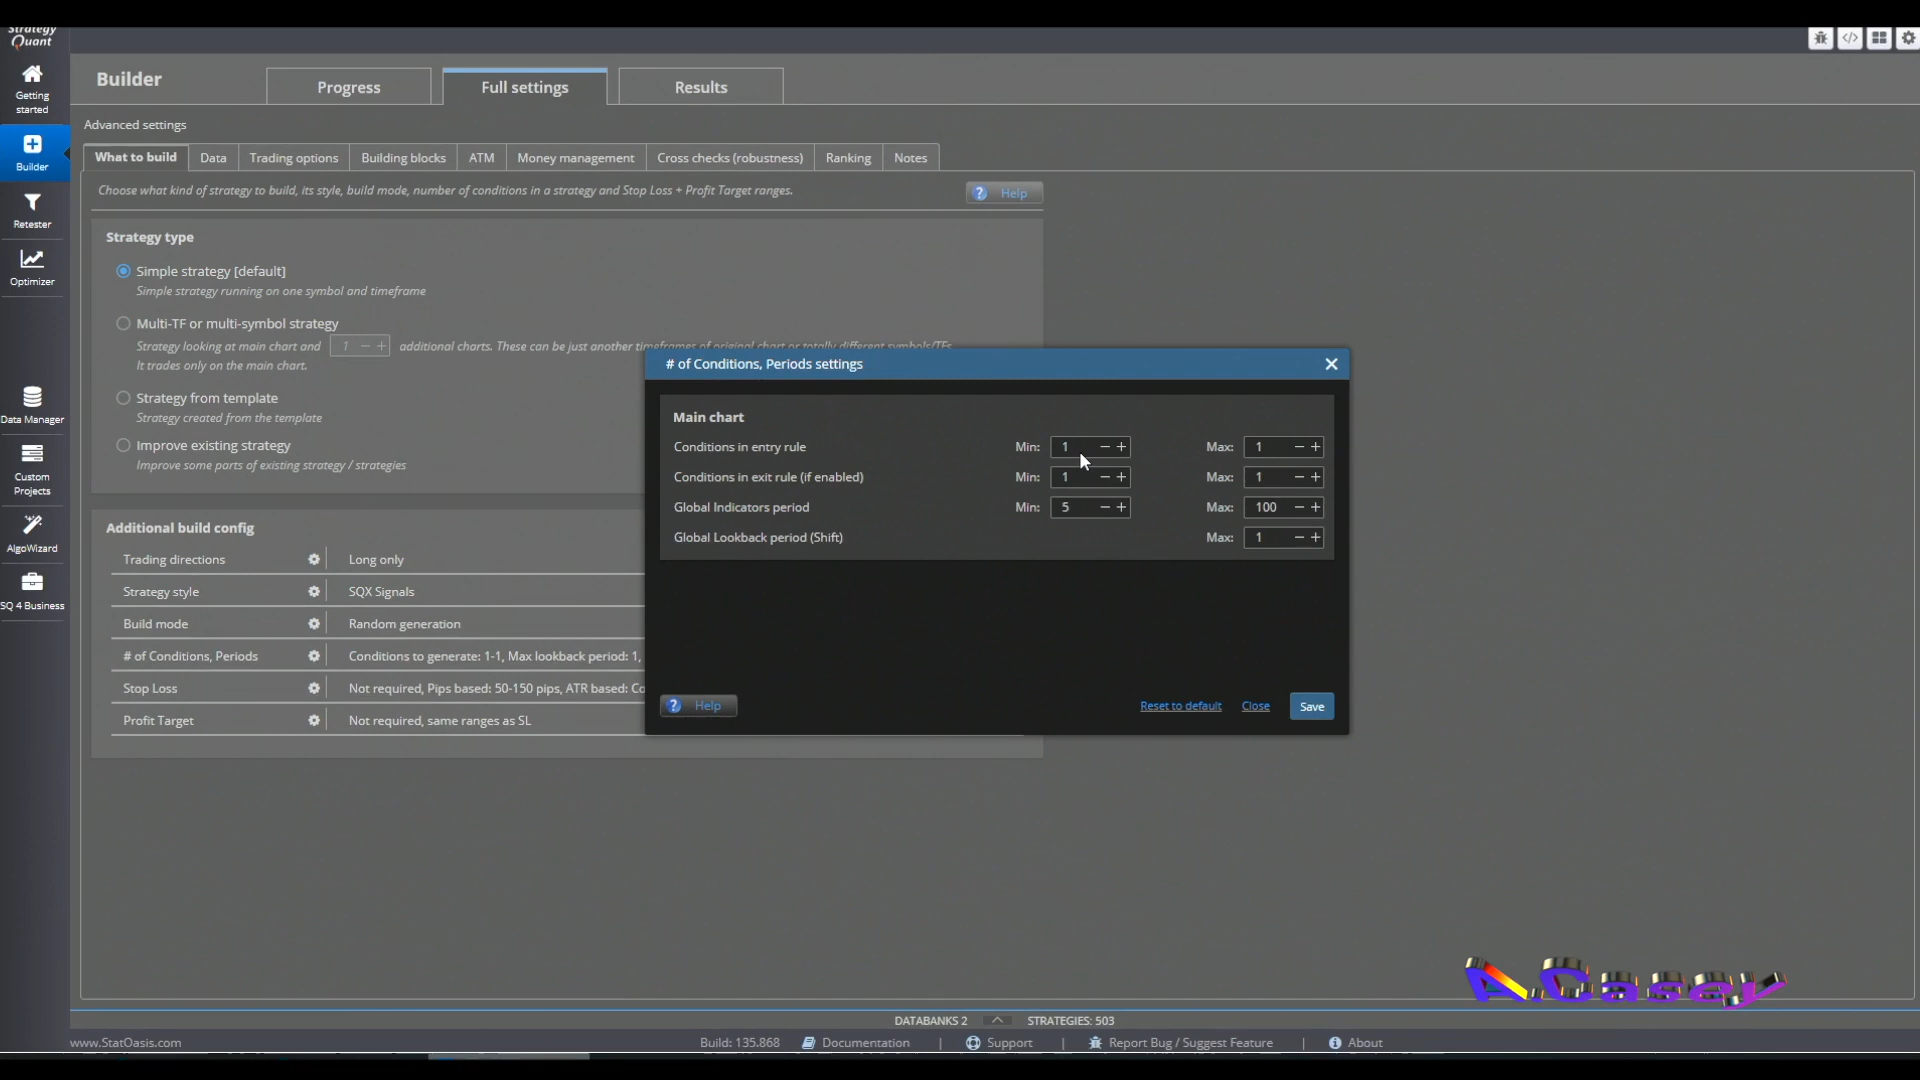 Strategy
Quant
Getting
started
Builder
Retester
Optimizer
Data Manager
Custom
Projects
AlgoWizard
SQ 4 Business
Builder
Progress
Full settings
Results
Advanced settings
What to build
Data
Trading options
Building blocks
ATM
Money management
Cross checks (robustness)
Ranking
Notes
Choose what kind of strategy to build, its style, build mode, number of conditions in a strategy and Stop Loss + Profit Target ranges.
? Help
Strategy type
Simple strategy [default]
Simple strategy running on one symbol and timeframe
Multi-TF or multi-symbol strategy
Strategy looking at main chart and 1 − + additional charts. These can be just another timeframes of original chart or totally different symbols/TFs
It trades only on the main chart.
Strategy from template
Strategy created from the template
Improve existing strategy
Improve some parts of existing strategy / strategies
Additional build config
Trading directions Long only
Strategy style SQX Signals
Build mode Random generation
# of Conditions, Periods Conditions to generate: 1-1, Max lookback period: 1,
Stop Loss Not required, Pips based: 50-150 pips, ATR based: Co
Profit Target Not required, same ranges as SL
# of Conditions, Periods settings
Main chart
Conditions in entry rule Min: 1 − + Max: 1 − +
Conditions in exit rule (if enabled) Min: 1 − + Max: 1 − +
Global Indicators period Min: 5 − + Max: 100 − +
Global Lookback period (Shift) Max: 1 − +
? Help
Reset to default
Close
Save
A.Casey
DATABANKS 2
STRATEGIES: 503
www.StatOasis.com
Build: 135.868
Documentation
|
Support
|
Report Bug / Suggest Feature
|
About